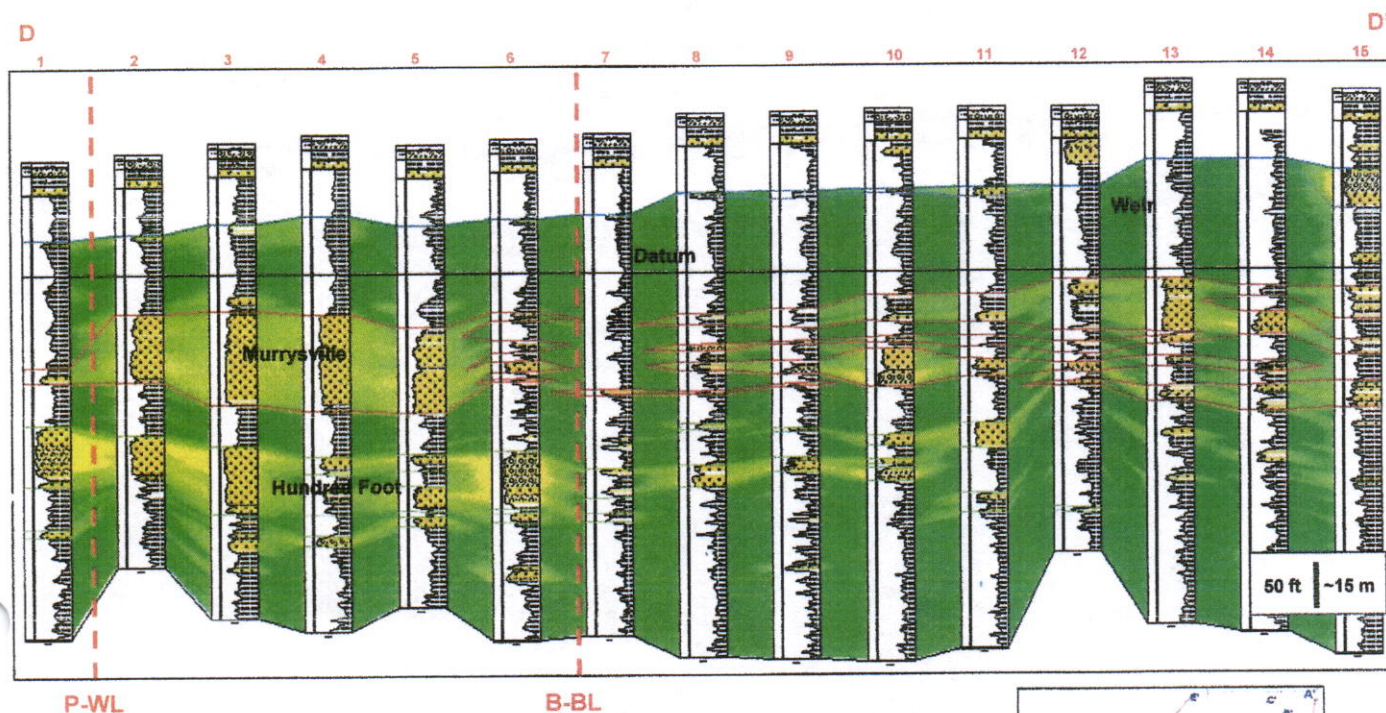 D D'
1 2 3 4 5 6 7 8 9 10 11 12 13 14 15
Weir
Datum
Murrysville
Hundred Foot
50 ft ~15 m
P-WL B-BL
C'
A'